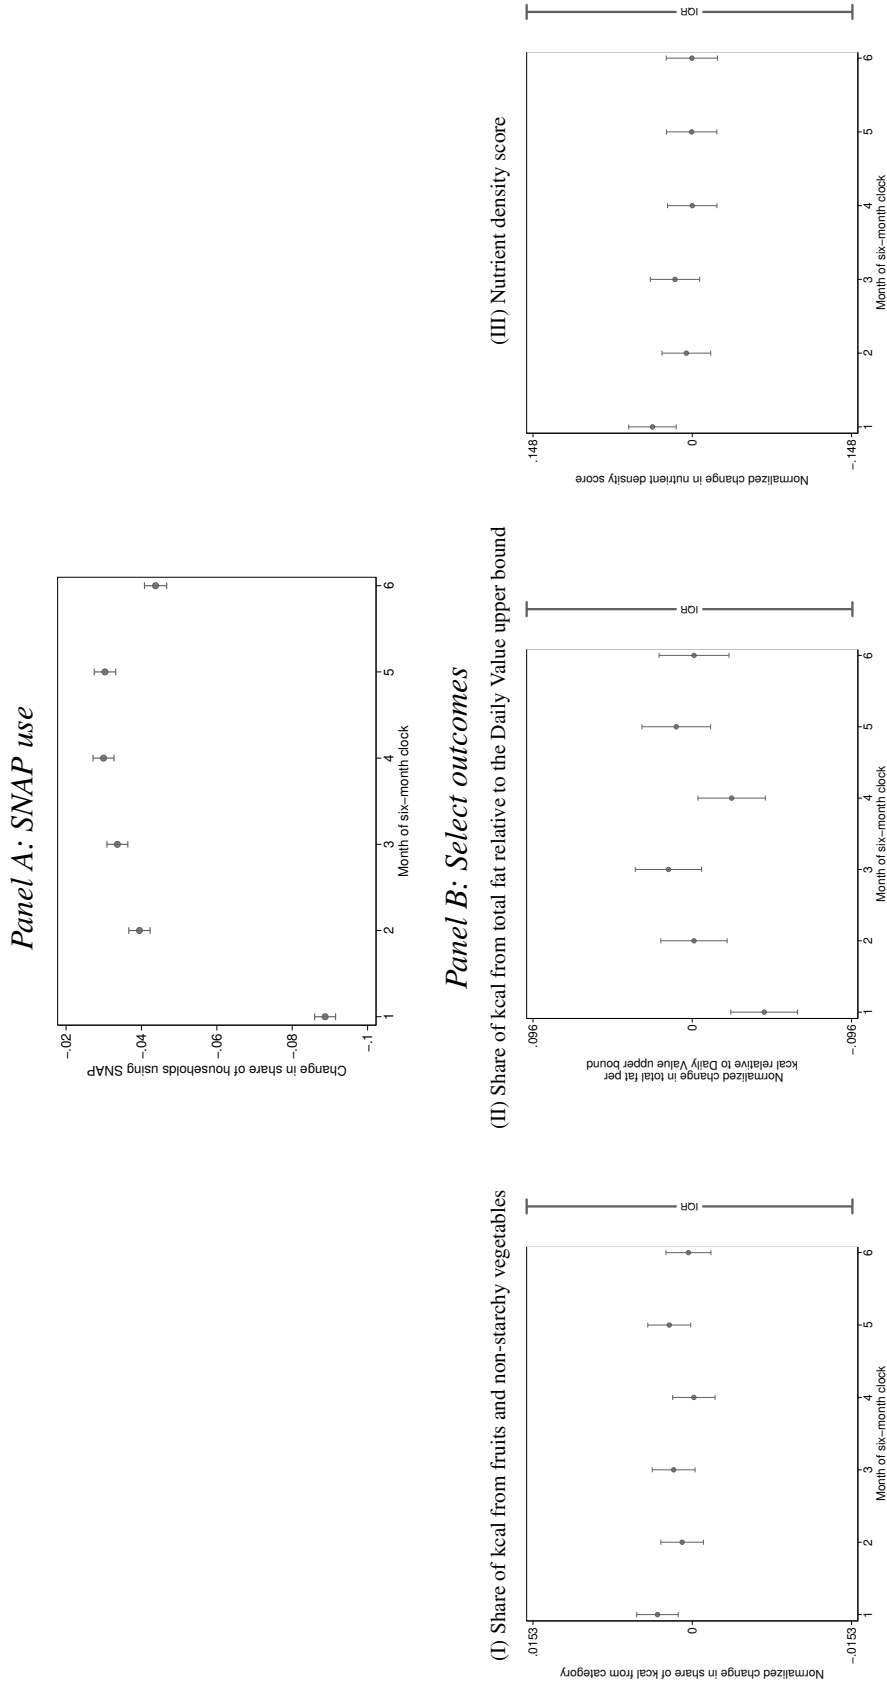 Panel A: SNAP use
Change in share of households using SNAP
−.02
−.04
−.06
−.08
−.1
1 2 3 4 5 6
Month of six−month clock
Panel B: Select outcomes
(I) Share of kcal from fruits and non-starchy vegetables
Normalized change in share of kcal from category
.0153
0
−.0153
1 2 3 4 5 6
Month of six−month clock
IQR
(II) Share of kcal from total fat relative to the Daily Value upper bound
Normalized change in total fat per
kcal relative to Daily Value upper bound
.096
0
−.096
1 2 3 4 5 6
Month of six−month clock
IQR
(III) Nutrient density score
Normalized change in nutrient density score
.148
0
−.148
1 2 3 4 5 6
Month of six−month clock
IQR